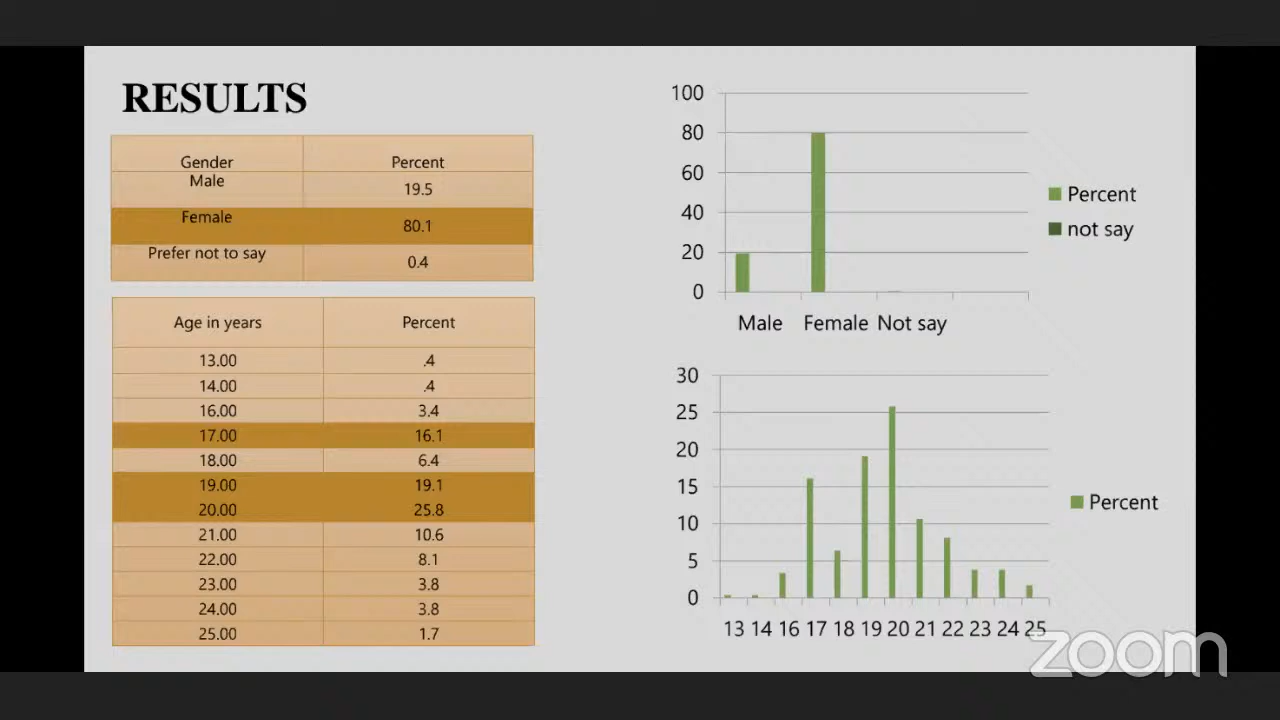 RESULTS
Gender Percent
Male 19.5
Female 80.1
Prefer not to say 0.4
Age in years Percent
13.00 .4
14.00 .4
16.00 3.4
17.00 16.1
18.00 6.4
19.00 19.1
20.00 25.8
21.00 10.6
22.00 8.1
23.00 3.8
24.00 3.8
25.00 1.7
100
80
60
40
20
0
Male Female Not say
Percent
not say
30
25
20
15
10
5
0
13 14 16 17 18 19 20 21 22 23 24 25
Percent
zoom